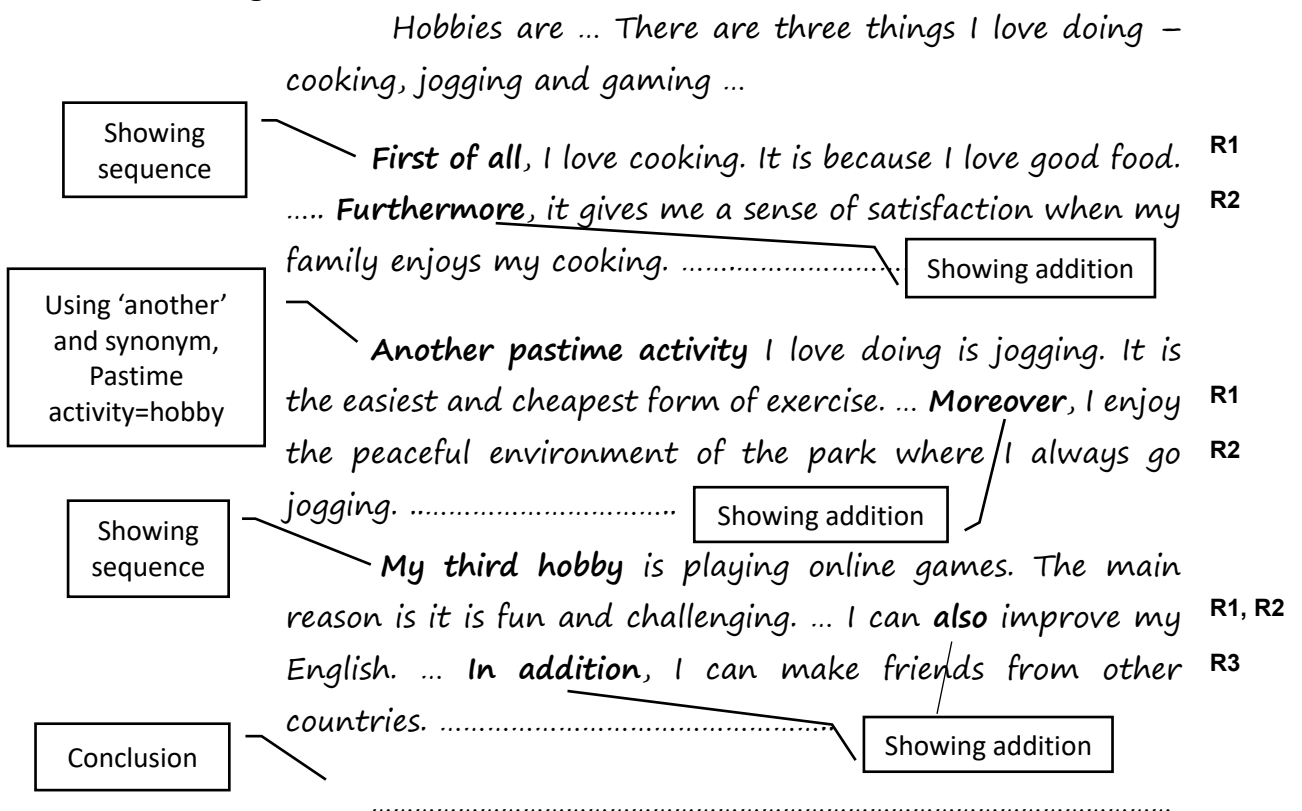 Hobbies are … There are three things I love doing –
cooking, jogging and gaming …
Showing
sequence
First of all, I love cooking. It is because I love good food. R1
….. Furthermore, it gives me a sense of satisfaction when my R2
family enjoys my cooking. ……..………………….
Showing addition
Using ‘another’
and synonym,
Pastime
activity=hobby
Another pastime activity I love doing is jogging. It is
the easiest and cheapest form of exercise. … Moreover, I enjoy R1
the peaceful environment of the park where I always go R2
jogging. ..…………………………..
Showing addition
Showing
sequence
My third hobby is playing online games. The main
reason is it is fun and challenging. … I can also improve my R1, R2
English. … In addition, I can make friends from other R3
countries. ……………………………………………..
Showing addition
Conclusion
………………………………………………………………………………………